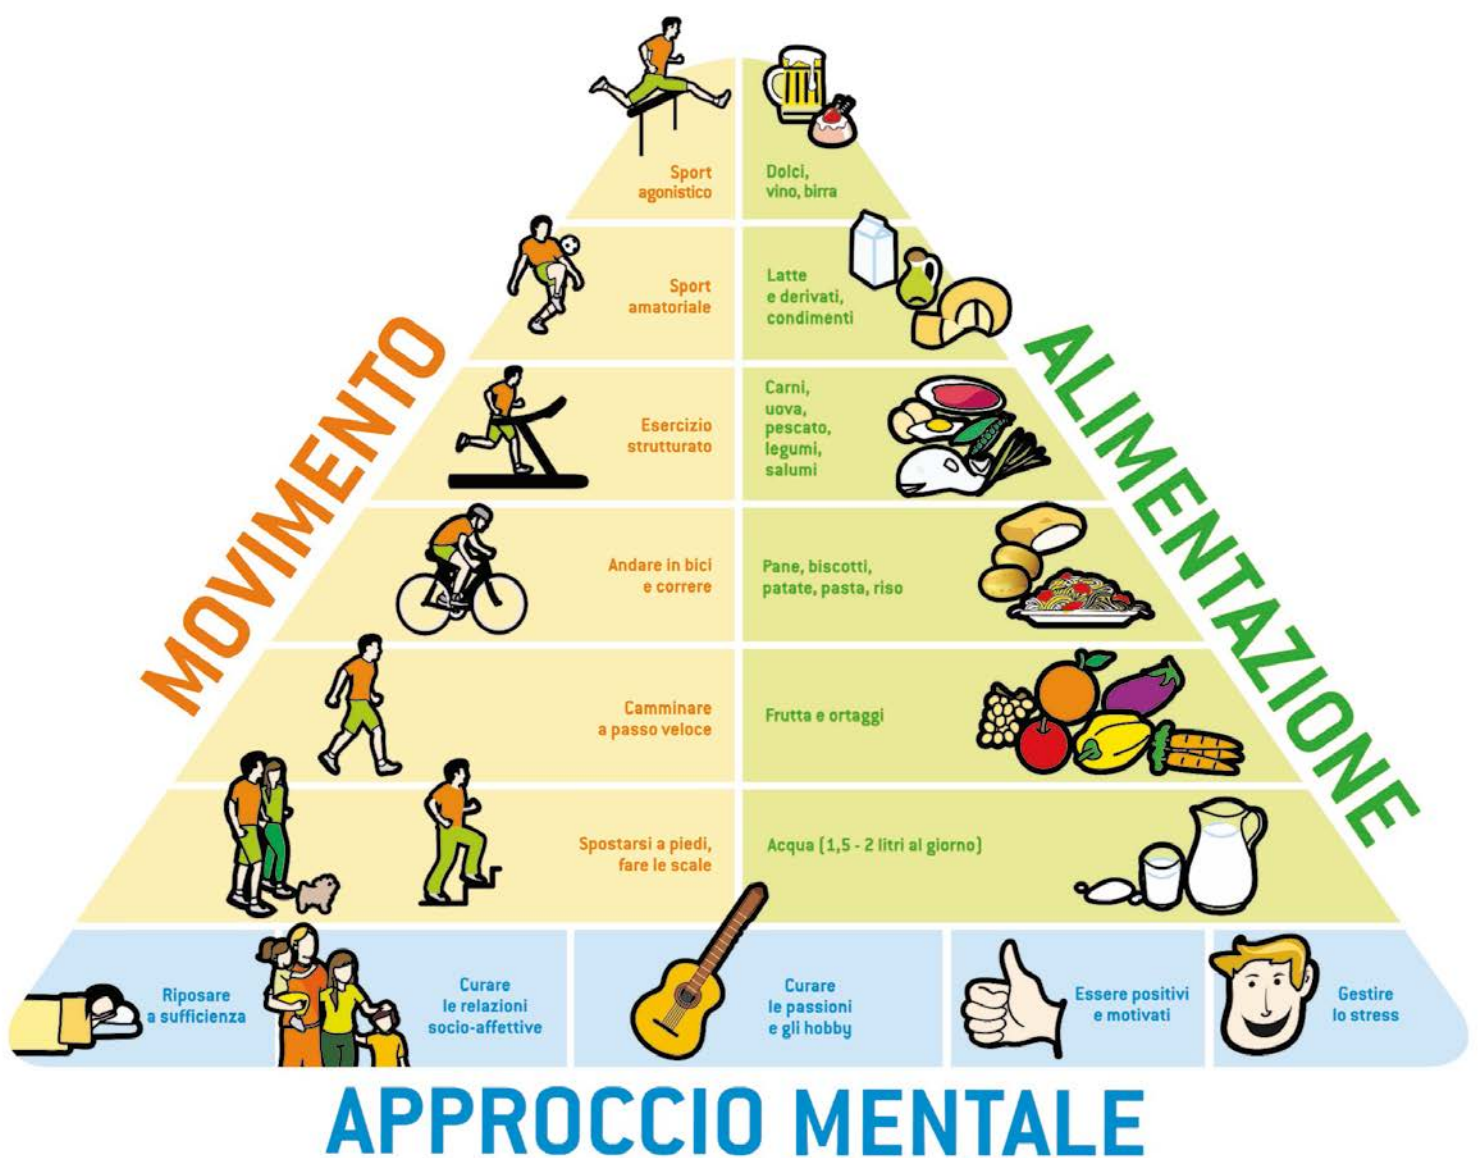 Sport
agonistico
Dolci,
vino, birra
Sport
amatoriale
Latte
e derivati,
condimenti
MOVIMENTO
ALIMENTAZIONE
Esercizio
strutturato
Carni,
uova,
pescato,
legumi,
salumi
Andare in bici
e correre
Pane, biscotti,
patate, pasta, riso
Camminare
a passo veloce
Frutta e ortaggi
Spostarsi a piedi,
fare le scale
Acqua (1,5 - 2 litri al giorno)
Riposare
a sufficienza
Curare
le relazioni
socio-affettive
Curare
le passioni
e gli hobby
Essere positivi
e motivati
Gestire
lo stress
APPROCCIO MENTALE